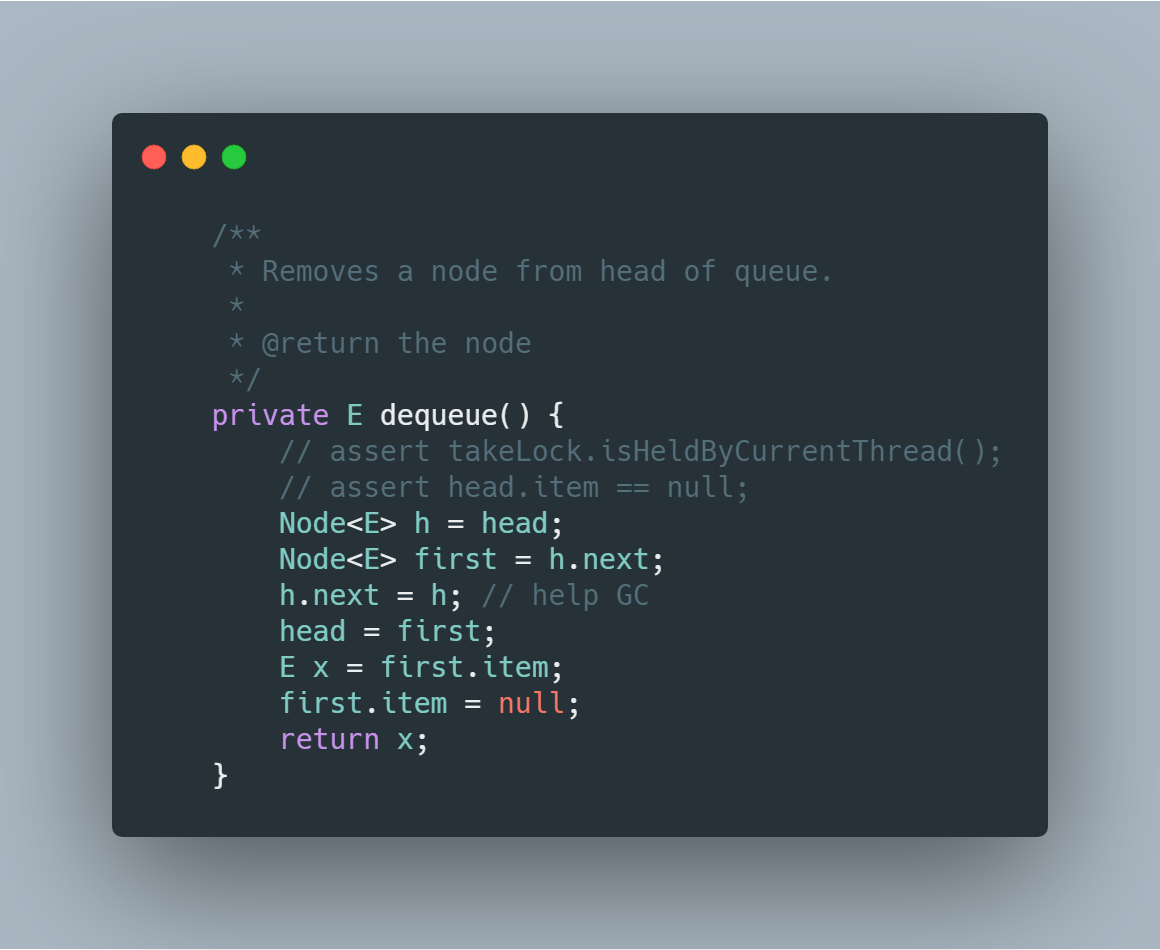 /**
 * Removes a node from head of queue.
 *
 * @return the node
 */
private E dequeue() {
    // assert takeLock.isHeldByCurrentThread();
    // assert head.item == null;
    Node<E> h = head;
    Node<E> first = h.next;
    h.next = h; // help GC
    head = first;
    E x = first.item;
    first.item = null;
    return x;
}